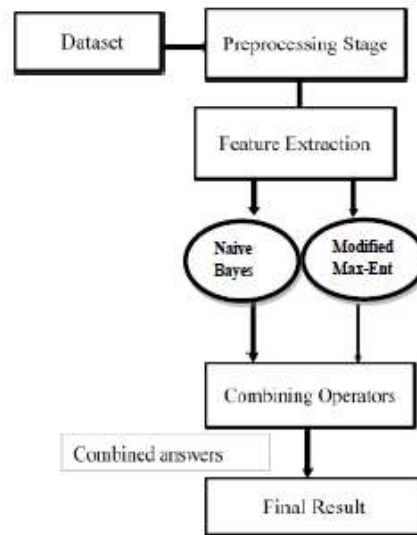 Dataset
Preprocessing Stage
Feature Extraction
Naive
Bayes
Modified
Max-Ent
Combining Operators
Combined answers
Final Result